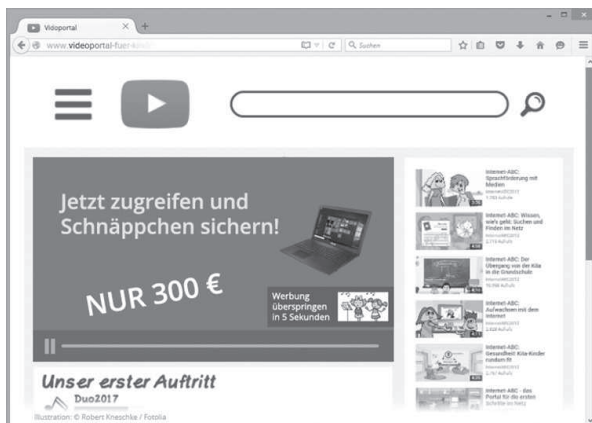 Vidoportal
www.videoportal-fuer-
Suchen
Jetzt zugreifen und
Schnäppchen sichern!
NUR 300 €
Werbung
überspringen
in 5 Sekunden
Unser erster Auftritt
Duo2017
Internet-ABC:
Sprachförderung mit
Medien
Internet-ABC: Wissen,
wie's geht: Suchen und
Finden im Netz
Internet-ABC: Der
Übergang von der Kita
in die Grundschule
Internet-ABC:
Aufwachsen mit dem
Internet
Internet-ABC:
Gesundheit: Kita-Kinder
rundum fit
Internet-ABC - das
Portal für die ersten
Schritte ins Netz
Illustration: © Robert Kneschke / Fotolia